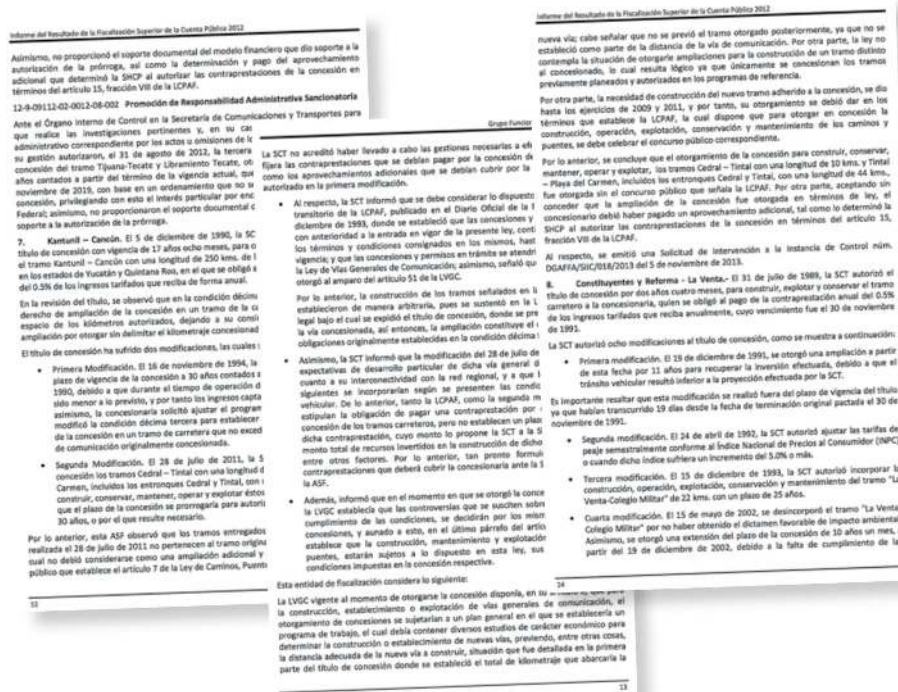 Informe del Resultado de la Fiscalización Superior de la Cuenta Pública 2012
Asimismo, no proporcionó el soporte documental del modelo financiero que dio soporte a la
autorización de la prórroga, así como la determinación y pago del aprovechamiento
adicional que determinó la SHCP al autorizar las contraprestaciones de la concesión en
términos del artículo 15, fracción VIII de la LCPAF.
12-9-09112-02-0012-08-002 Promoción de Responsabilidad Administrativa Sancionatoria
Ante el Órgano Interno de Control en la Secretaría de Comunicaciones y Transportes para
que realice las investigaciones pertinentes y, en su cas
administrativo correspondiente por los actos u omisiones de lo
su gestión autorizaron, el 31 de agosto de 2012, la tercera
concesión del tramo Tijuana-Tecate y Libramiento Tecate, ot
años contados a partir del término de la vigencia actual, que
noviembre de 2019, con base en un ordenamiento que no s
concesión, privilegiando con esto el interés particular por enc
Federal; asimismo, no proporcionaron el soporte documental d
soporte a la autorización de la prórroga.
7. Kantunil – Cancún. El 5 de diciembre de 1990, la SC
título de concesión con vigencia de 17 años ocho meses, para o
el tramo Kantunil – Cancún con una longitud de 250 kms. de l
en los estados de Yucatán y Quintana Roo, en el que se obligó a
del 0.5% de los ingresos tarifados que reciba de forma anual.
En la revisión del título, se observó que en la condición décim
derecho de ampliación de la concesión en un tramo de la c
espacio de los kilómetros autorizados, dejando a su consi
ampliación por otorgar sin delimitar el kilometraje concesionad
El título de concesión ha sufrido dos modificaciones, las cuales s
• Primera Modificación. El 16 de noviembre de 1994, la
plazo de vigencia de la concesión a 30 años contados a
1990, debido a que durante el tiempo de operación d
sido menor a lo previsto, y por tanto los ingresos capta
asimismo, la concesionaria solicitó ajustar el program
modificó la condición décima tercera para establecer
de la concesión en un tramo de carretera que no exced
de comunicación originalmente concesionada.
• Segunda Modificación. El 28 de julio de 2011, la S
concesión los tramos Cedral – Tintal con una longitud d
Carmen, incluidos los entronques Cedral y Tintal, con
construir, conservar, mantener, operar y explotar éstos
que el plazo de la concesión se prorrogaría para autori
30 años, o por el que resulte necesario.
Por lo anterior, esta ASF observó que los tramos entregados
realizada el 28 de julio de 2011 no pertenecen al tramo origina
cual no debió considerarse como una ampliación adicional y
público que establece el artículo 7 de la Ley de Caminos, Puent
Grupo Funcion
La SCT no acreditó haber llevado a cabo las gestiones necesarias a ef
fijara las contraprestaciones que se debían pagar por la concesión d
como los aprovechamientos adicionales que se debían cubrir por la
autorizado en la primera modificación.
• Al respecto, la SCT informó que se debe considerar lo dispuesto
transitorio de la LCPAF, publicado en el Diario Oficial de la F
diciembre de 1993, donde se estableció que las concesiones y
con anterioridad a la entrada en vigor de la presente ley, conti
los términos y condiciones consignados en los mismos, hast
vigencia; y que las concesiones y permisos en trámite se atendri
la Ley de Vías Generales de Comunicación; asimismo, señaló qu
otorgó al amparo del artículo 51 de la LVGC.
Por lo anterior, la construcción de los tramos señalados en l
establecieron de manera arbitraria, pues se sustentó en la L
legal bajo el cual se expidió el título de concesión, donde se pre
la vía concesionada, así entonces, la ampliación constituye el
obligaciones originalmente establecidas en la condición décima
• Asimismo, la SCT informó que la modificación del 28 de julio de
expectativas de desarrollo particular de dicha vía general d
cuanto a su interconectividad con la red regional, y a que l
siguientes se incorporarían según se presenten las condic
vehicular. De lo anterior, tanto la LCPAF, como la segunda m
estipulan la obligación de pagar una contraprestación por
concesión de los tramos carreteros, pero no establecen un plaz
dicha contraprestación, cuyo monto lo propone la SCT a la S
monto total de recursos invertidos en la construcción de dicho
entre otros factores. Por lo anterior, tan pronto formul
contraprestaciones que deberá cubrir la concesionaria ante la S
la ASF.
• Además, informó que en el momento en que se otorgó la conce
la LVGC establecía que las controversias que se susciten sobre
cumplimiento de las condiciones, se decidirán por los mism
concesiones, y aunado a esto, en el último párrafo del artíc
establece que la construcción, mantenimiento y explotación
puentes, estarán sujetos a lo dispuesto en esta ley, sus
condiciones impuestas en la concesión respectiva.
Esta entidad de fiscalización considera lo siguiente:
La LVGC vigente al momento de otorgarse la concesión disponía, en su
la construcción, establecimiento o explotación de vías generales de comunicación, el
otorgamiento de concesiones se sujetarían a un plan general en el que se establecería un
programa de trabajo, el cual debía contener diversos estudios de carácter económico para
determinar la construcción o establecimiento de nuevas vías, previendo, entre otras cosas,
la distancia adecuada de la nueva vía a construir, situación que fue detallada en la primera
parte del título de concesión donde se estableció el total de kilometraje que abarcaría la
13
Informe del Resultado de la Fiscalización Superior de la Cuenta Pública 2012
nueva vía; cabe señalar que no se previó el tramo otorgado posteriormente, ya que no se
estableció como parte de la distancia de la vía de comunicación. Por otra parte, la ley no
contempla la situación de otorgarle ampliaciones para la construcción de un tramo distinto
al concesionado, lo cual resulta lógico ya que únicamente se concesionan los tramos
previamente planeados y autorizados en los programas de referencia.
Por otra parte, la necesidad de construcción del nuevo tramo adherido a la concesión, se dio
hasta los ejercicios de 2009 y 2011, y por tanto, su otorgamiento se debió dar en los
términos que establece la LCPAF, la cual dispone que para otorgar en concesión la
construcción, operación, explotación, conservación y mantenimiento de los caminos y
puentes, se debe celebrar el concurso público correspondiente.
Por lo anterior, se concluye que el otorgamiento de la concesión para construir, conservar,
mantener, operar y explotar, los tramos Cedral – Tintal con una longitud de 10 kms. y Tintal
– Playa del Carmen, incluidos los entronques Cedral y Tintal, con una longitud de 44 kms.,
fue otorgada sin el concurso público que señala la LCPAF. Por otra parte, aceptando sin
conceder que la ampliación de la concesión fue otorgada en términos de ley, el
concesionario debió haber pagado un aprovechamiento adicional, tal como lo determinó la
SHCP al autorizar las contraprestaciones de la concesión en términos del artículo 15,
fracción VIII de la LCPAF.
Al respecto, se emitió una Solicitud de Intervención a la Instancia de Control núm.
DGAFFA/SIIC/018/2013 del 5 de noviembre de 2013.
8. Constituyentes y Reforma - La Venta.- El 31 de julio de 1989, la SCT autorizó el
título de concesión por dos años cuatro meses, para construir, explotar y conservar el tramo
carretero a la concesionaria, quien se obligó al pago de la contraprestación anual del 0.5%
de los ingresos tarifados que reciba anualmente, cuyo vencimiento fue el 30 de noviembre
de 1991.
La SCT autorizó ocho modificaciones al título de concesión, como se muestra a continuación:
• Primera modificación. El 19 de diciembre de 1991, se otorgó una ampliación a partir
de esta fecha por 11 años para recuperar la inversión efectuada, debido a que el
tránsito vehicular resultó inferior a la proyección efectuada por la SCT.
Es importante resaltar que esta modificación se realizó fuera del plazo de vigencia del título
ya que habían transcurrido 19 días desde la fecha de terminación original pactada el 30 de
noviembre de 1991.
• Segunda modificación. El 24 de abril de 1992, la SCT autorizó ajustar las tarifas de
peaje semestralmente conforme al Índice Nacional de Precios al Consumidor (INPC)
o cuando dicho índice sufriera un incremento del 5.0% o más.
• Tercera modificación. El 15 de diciembre de 1993, la SCT autorizó incorporar la
construcción, operación, explotación, conservación y mantenimiento del tramo "La
Venta-Colegio Militar" de 22 kms. con un plazo de 25 años.
• Cuarta modificación. El 15 de mayo de 2002, se desincorporó el tramo "La Venta
Colegio Militar" por no haber obtenido el dictamen favorable de impacto ambiental
Asimismo, se otorgó una extensión del plazo de la concesión de 10 años un mes,
partir del 19 de diciembre de 2002, debido a la falta de cumplimiento de la
14